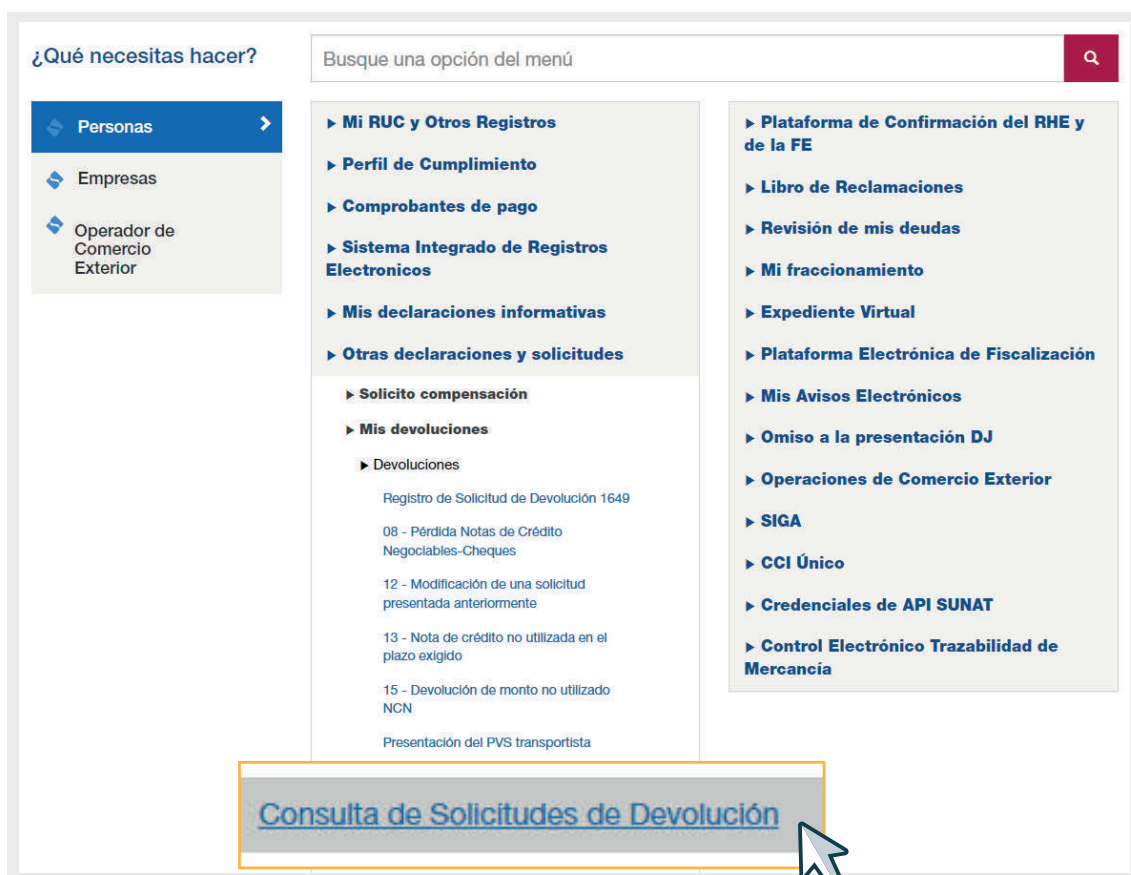 ¿Qué necesitas hacer?
Busque una opción del menú
Personas
Empresas
Operador de
Comercio
Exterior
Mi RUC y Otros Registros
Perfil de Cumplimiento
Comprobantes de pago
Sistema Integrado de Registros
Electronicos
Mis declaraciones informativas
Otras declaraciones y solicitudes
Solicito compensación
Mis devoluciones
Devoluciones
Registro de Solicitud de Devolución 1649
08 - Pérdida Notas de Crédito
Negociables-Cheques
12 - Modificación de una solicitud
presentada anteriormente
13 - Nota de crédito no utilizada en el
plazo exigido
15 - Devolución de monto no utilizado
NCN
Presentación del PVS transportista
Consulta de Solicitudes de Devolución
Plataforma de Confirmación del RHE y
de la FE
Libro de Reclamaciones
Revisión de mis deudas
Mi fraccionamiento
Expediente Virtual
Plataforma Electrónica de Fiscalización
Mis Avisos Electrónicos
Omiso a la presentación DJ
Operaciones de Comercio Exterior
SIGA
CCI Único
Credenciales de API SUNAT
Control Electrónico Trazabilidad de
Mercancía